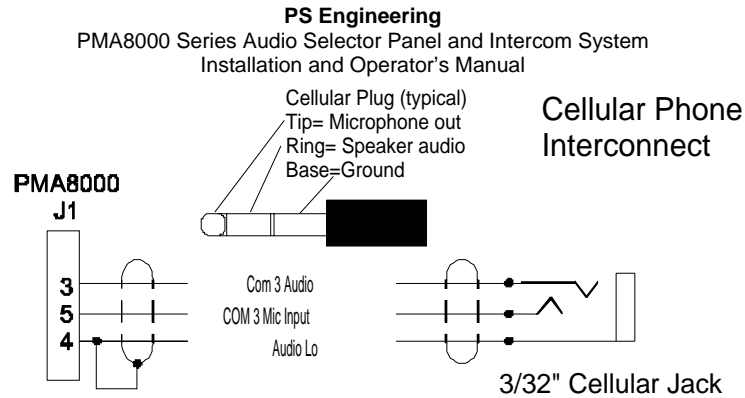 PS Engineering
PMA8000 Series Audio Selector Panel and Intercom System
Installation and Operator's Manual
Cellular Plug (typical)
Tip= Microphone out
Ring= Speaker audio
Base=Ground
Cellular Phone
Interconnect
PMA8000
J1
3
Com 3 Audio
5
COM 3 Mic Input
4
Audio Lo
3/32" Cellular Jack